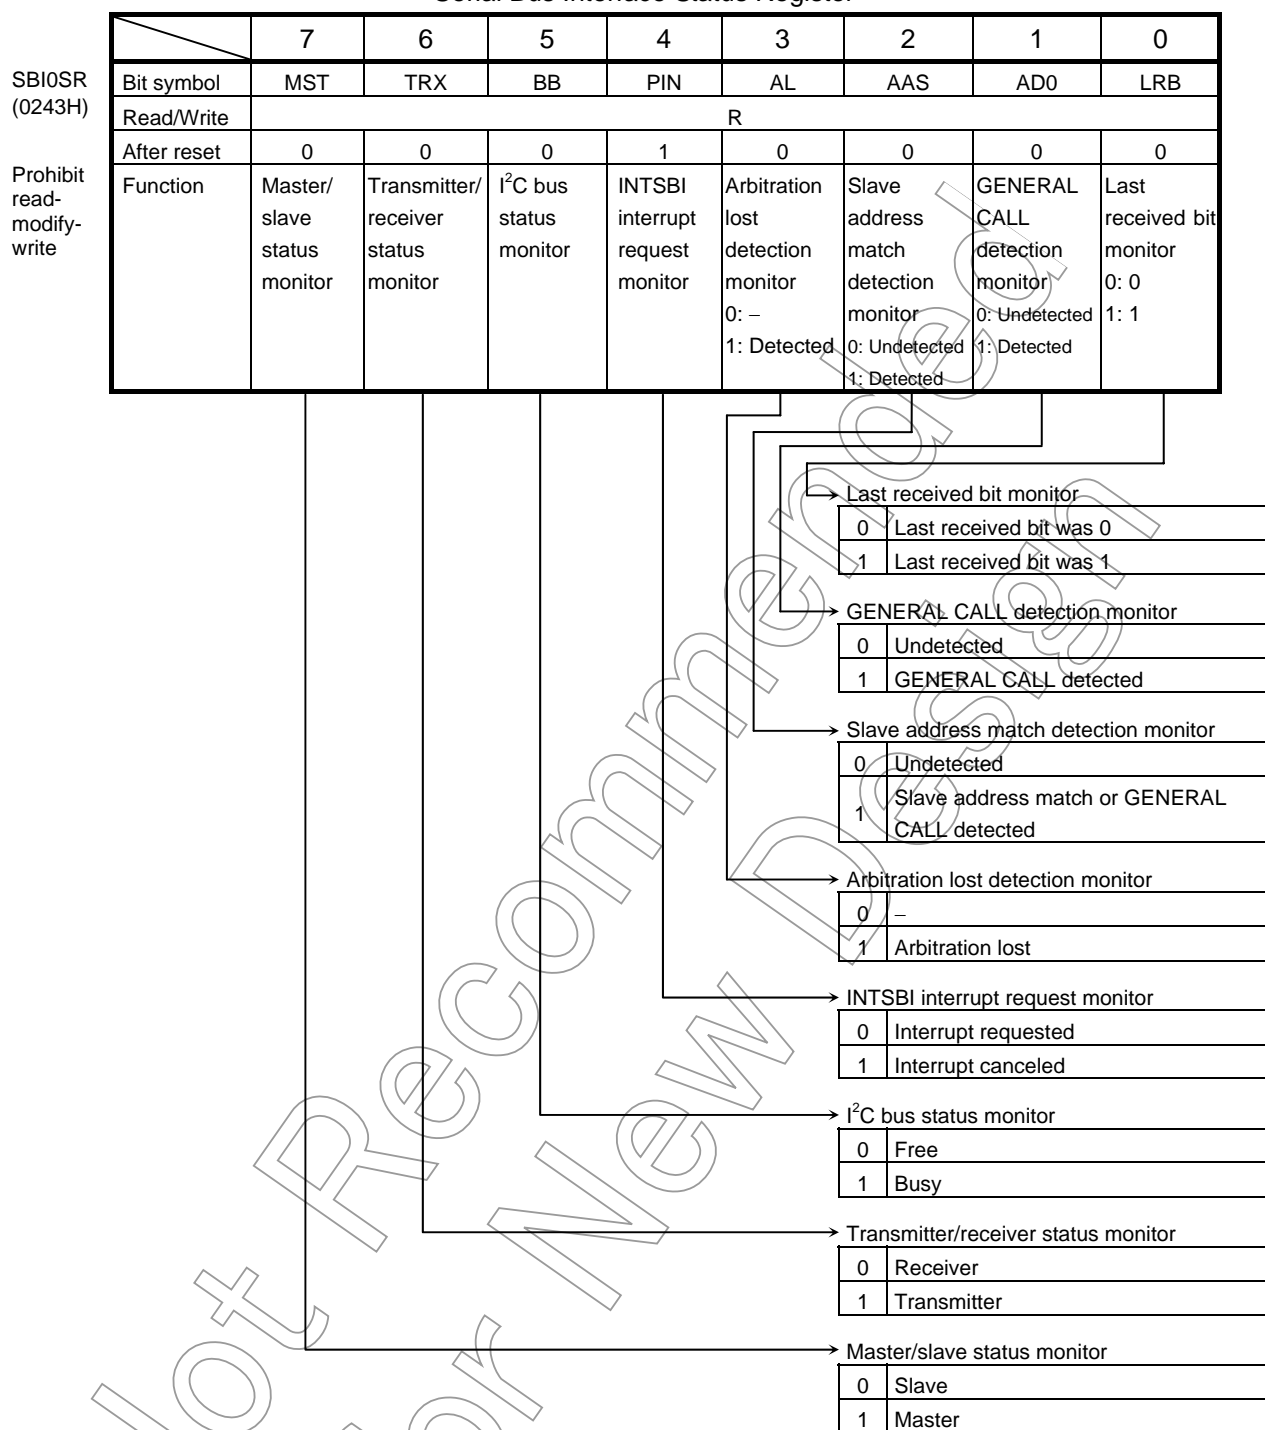 Serial Bus Interface Status Register
7 6 5 4 3 2 1 0
SBI0SR
(0243H)
Prohibit
read-
modify-
write
Bit symbol MST TRX BB PIN AL AAS AD0 LRB
Read/Write R
After reset 0 0 0 1 0 0 0 0
Function
Master/
slave
status
monitor
Transmitter/
receiver
status
monitor
I²C bus
status
monitor
INTSBI
interrupt
request
monitor
Arbitration
lost
detection
monitor
0: −
1: Detected
Slave
address
match
detection
monitor
0: Undetected
1: Detected
GENERAL
CALL
detection
monitor
0: Undetected
1: Detected
Last
received bit
monitor
0: 0
1: 1
Last received bit monitor
0 Last received bit was 0
1 Last received bit was 1
GENERAL CALL detection monitor
0 Undetected
1 GENERAL CALL detected
Slave address match detection monitor
0 Undetected
1 Slave address match or GENERAL
CALL detected
Arbitration lost detection monitor
0 −
1 Arbitration lost
INTSBI interrupt request monitor
0 Interrupt requested
1 Interrupt canceled
I²C bus status monitor
0 Free
1 Busy
Transmitter/receiver status monitor
0 Receiver
1 Transmitter
Master/slave status monitor
0 Slave
1 Master
Not Recommended
for New Design